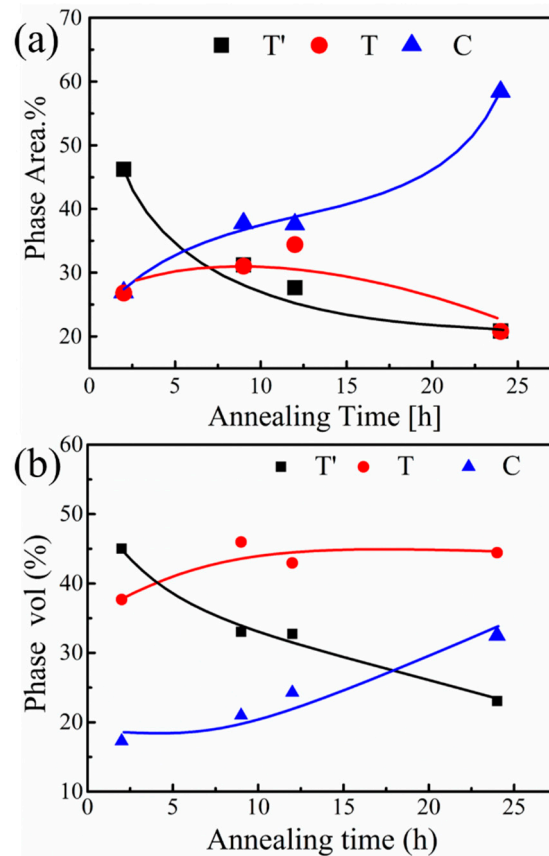 (a)
T' T C
Phase Area.%
70
60
50
40
30
20
0 5 10 15 20 25
Annealing Time [h]
(b)
T' T C
Phase vol (%)
60
50
40
30
20
10
0 5 10 15 20 25
Annealing time (h)